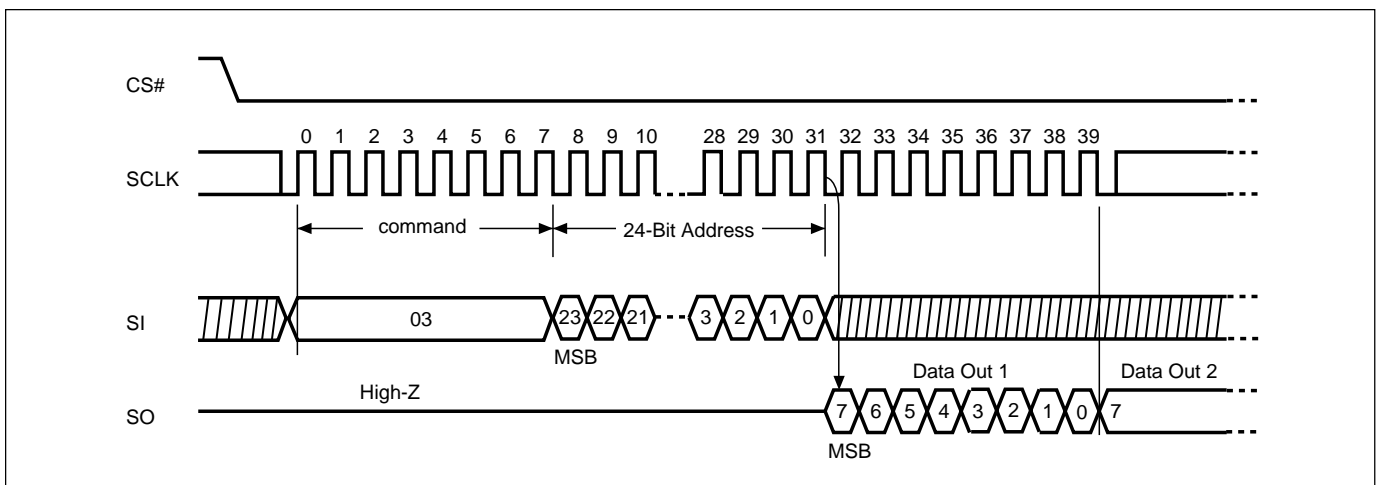 CS#
0 1 2 3 4 5 6 7 8 9 10 28 29 30 31 32 33 34 35 36 37 38 39
SCLK
command 24-Bit Address
SI 03 23 22 21 3 2 1 0
MSB
Data Out 1 Data Out 2
High-Z
SO 7 6 5 4 3 2 1 0 7
MSB